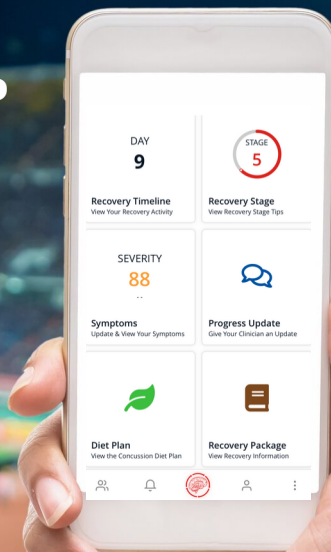 DAY
9
Recovery Timeline
View Your Recovery Activity
STAGE
5
Recovery Stage
View Recovery Stage Tips
SEVERITY
88
--
Symptoms
Update & View Your Symptoms
Progress Update
Give Your Clinician an Update
Diet Plan
View the Concussion Diet Plan
Recovery Package
View Recovery Information